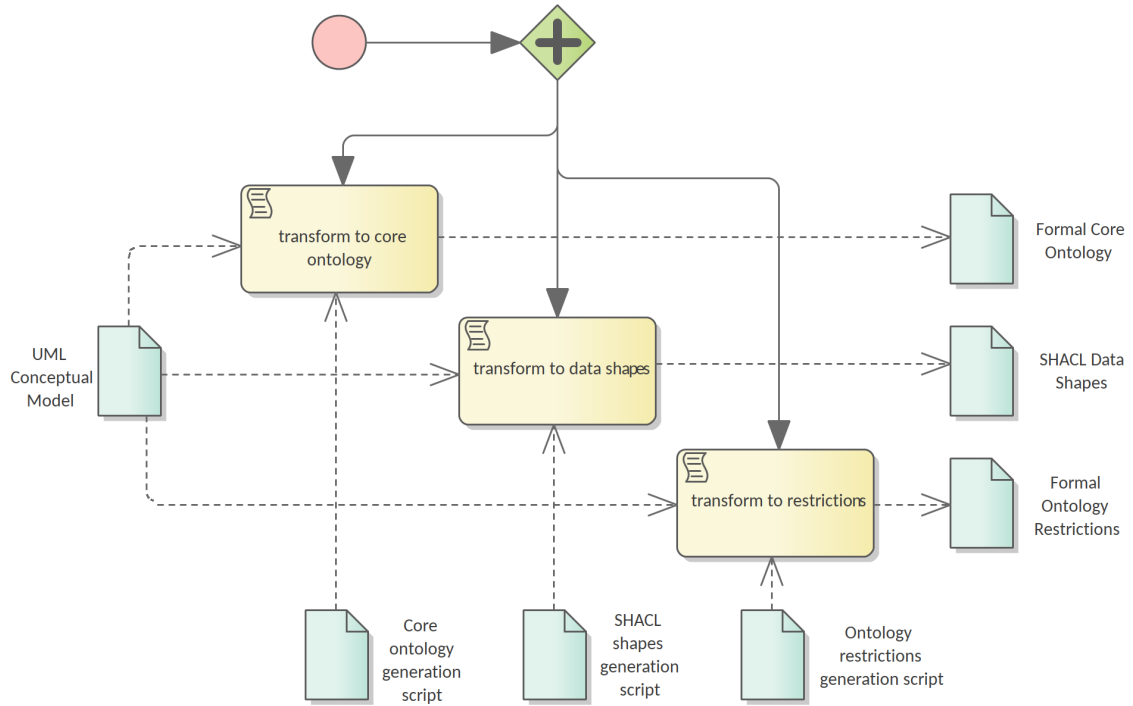 transform to core
ontology
Formal Core
Ontology
UML
Conceptual
Model
transform to data shapes
SHACL Data
Shapes
transform to restrictions
Formal
Ontology
Restrictions
Core
ontology
generation
script
SHACL
shapes
generation
script
Ontology
restrictions
generation script